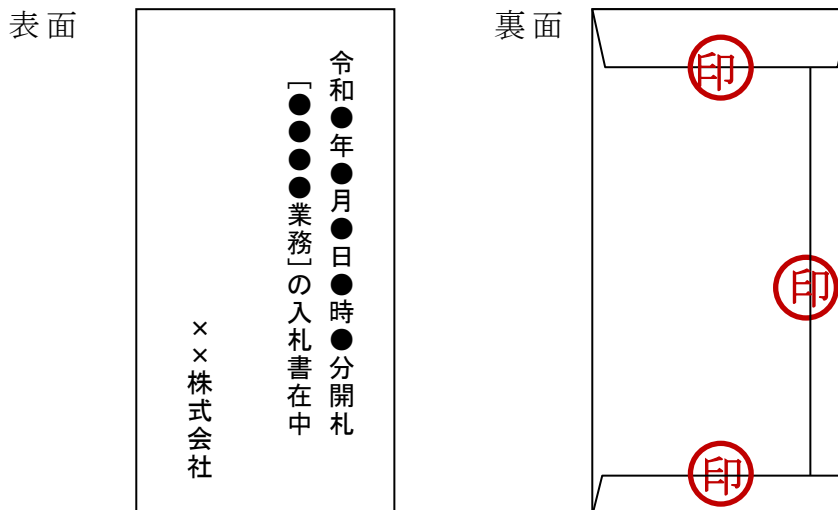 表面
令和●年●月●日●時●分開札
［●●●●業務］の入札書在中
××株式会社
裏面
印
印
印